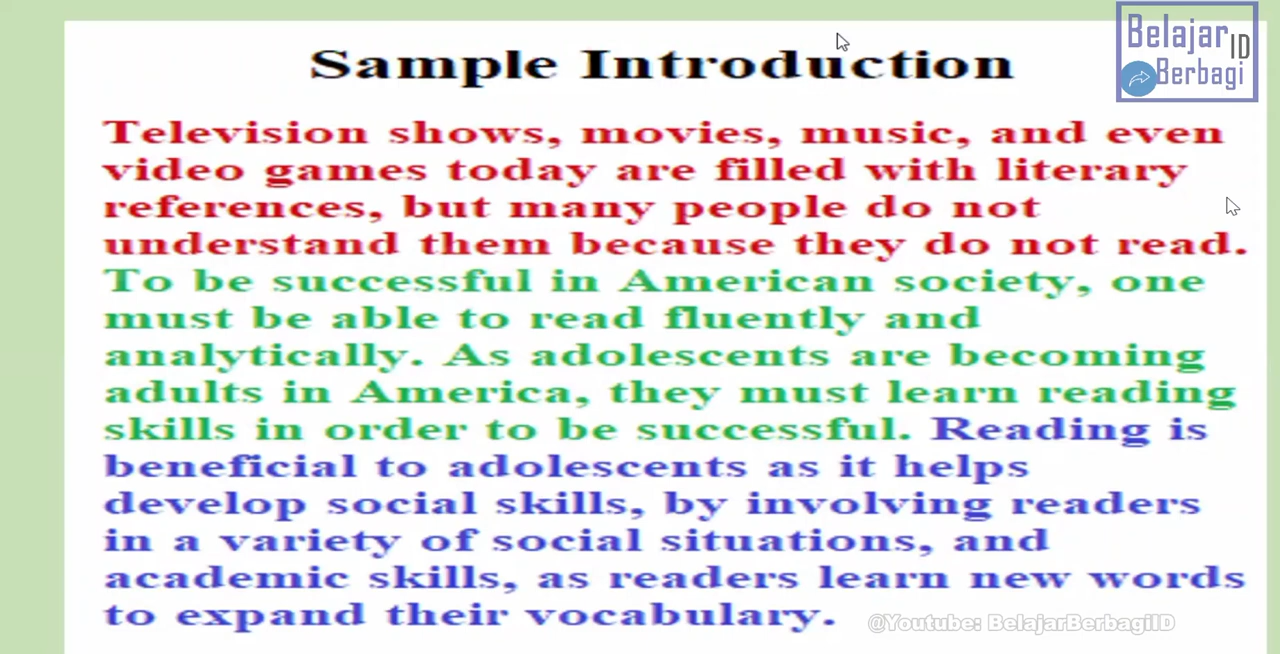 Belajar ID
Berbagi
Sample Introduction
Television shows, movies, music, and even
video games today are filled with literary
references, but many people do not
understand them because they do not read.
To be successful in American society, one
must be able to read fluently and
analytically. As adolescents are becoming
adults in America, they must learn reading
skills in order to be successful. Reading is
beneficial to adolescents as it helps
develop social skills, by involving readers
in a variety of social situations, and
academic skills, as readers learn new words
to expand their vocabulary.
@Youtube: BelajarBerbagiID